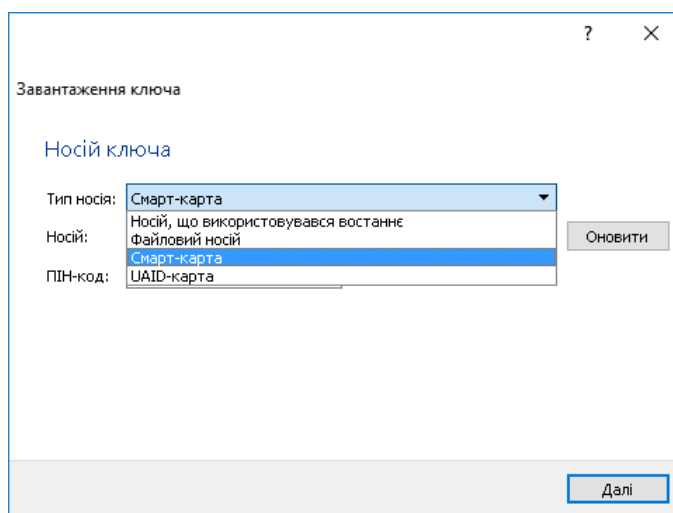 ?
Завантаження ключа
Носій ключа
Тип носія: Смарт-карта
Носій, що використовувався востаннє
Носій: Файловий носій Оновити
Смарт-карта
ПІН-код: UAID-карта
Далі